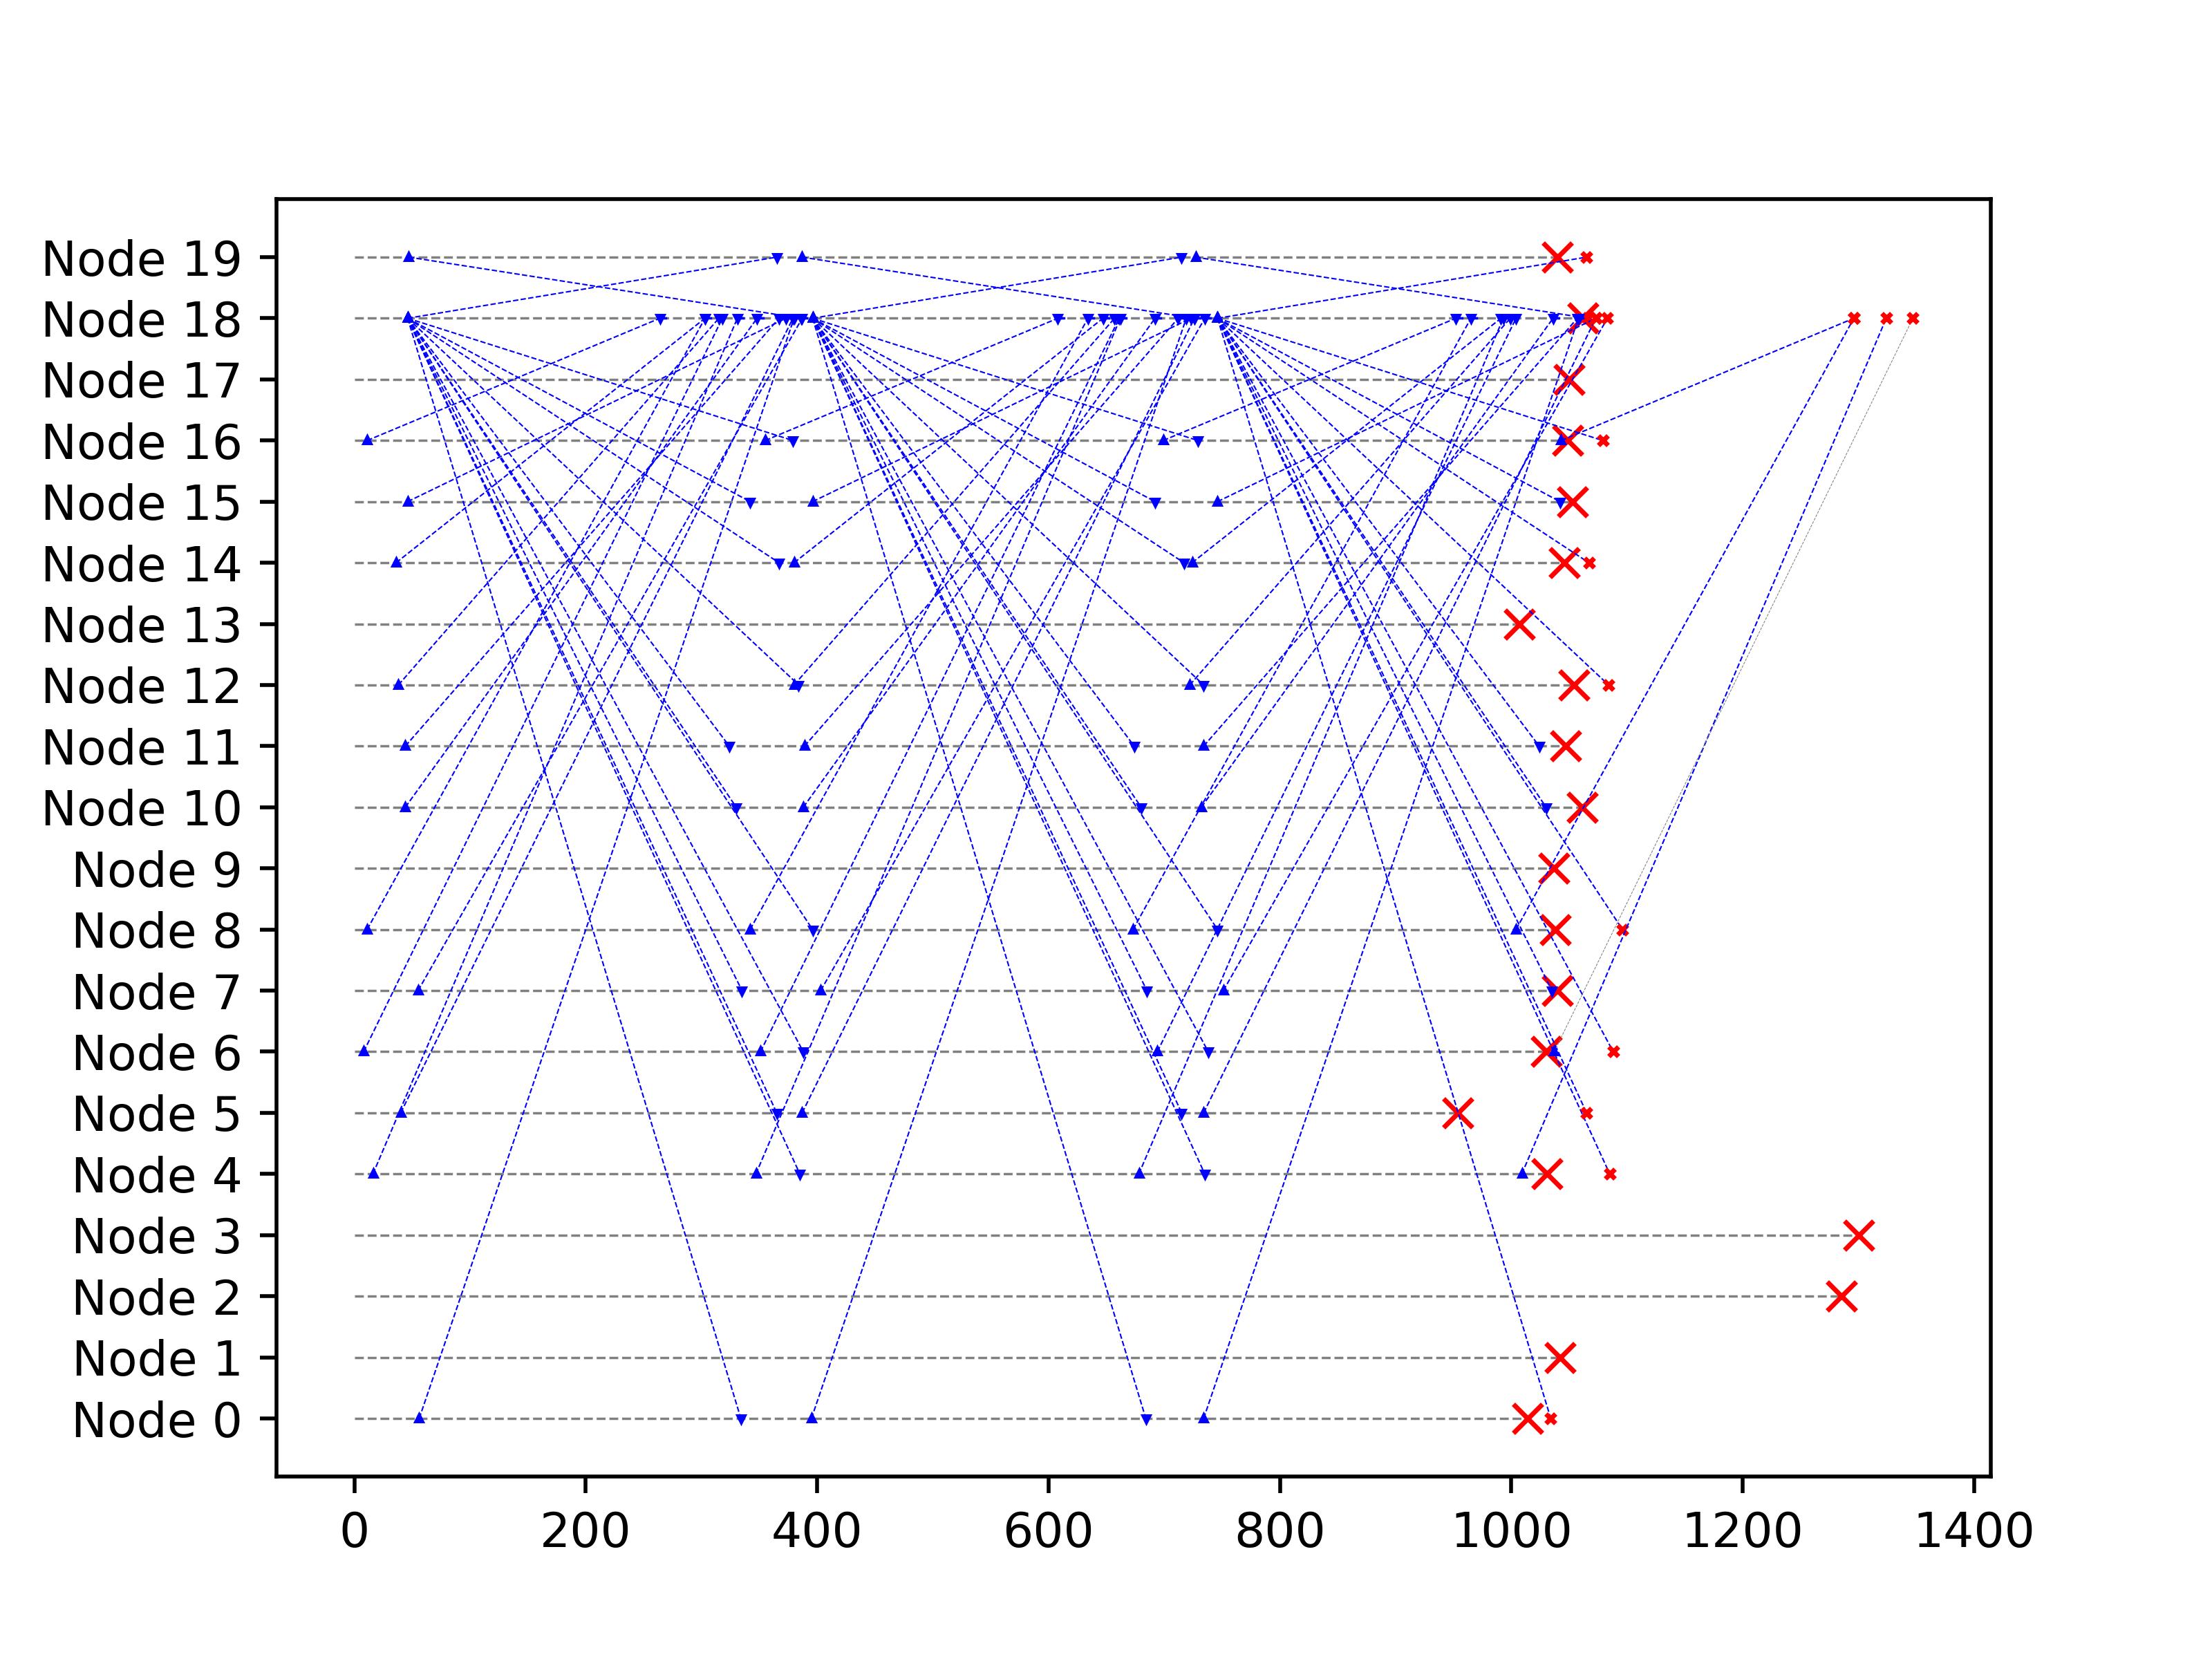 Node 19
Node 18
Node 17
Node 16
Node 15
Node 14
Node 13
Node 12
Node 11
Node 10
Node 9
Node 8
Node 7
Node 6
Node 5
Node 4
Node 3
Node 2
Node 1
Node 0
0 200 400 600 800 1000 1200 1400